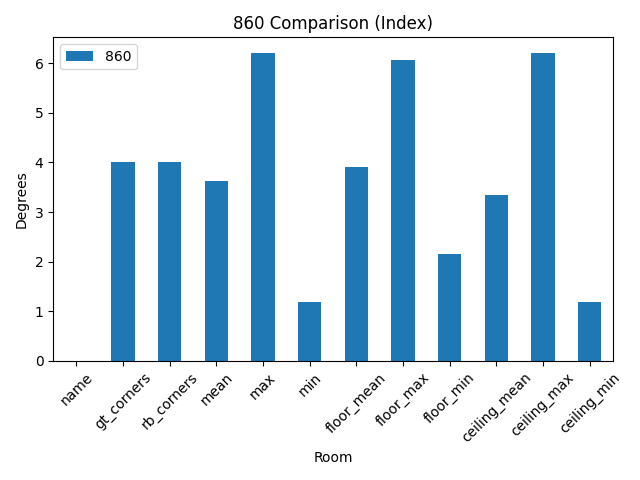 860 Comparison (Index)
860
Degrees
6
5
4
3
2
1
0
name
gt_corners
rb_corners
mean
max
min
floor_mean
floor_max
floor_min
ceiling_mean
ceiling_max
ceiling_min
Room